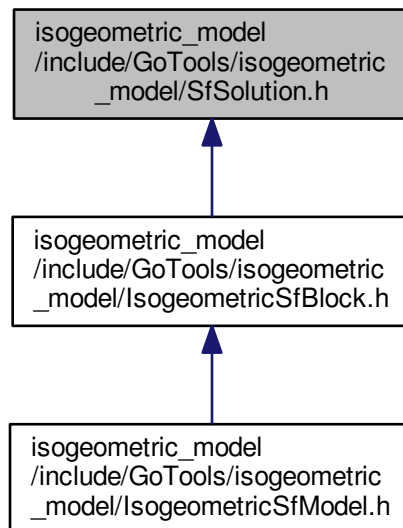 isogeometric_model
/include/GoTools/isogeometric
_model/SfSolution.h
isogeometric_model
/include/GoTools/isogeometric
_model/IsogeometricSfBlock.h
isogeometric_model
/include/GoTools/isogeometric
_model/IsogeometricSfModel.h